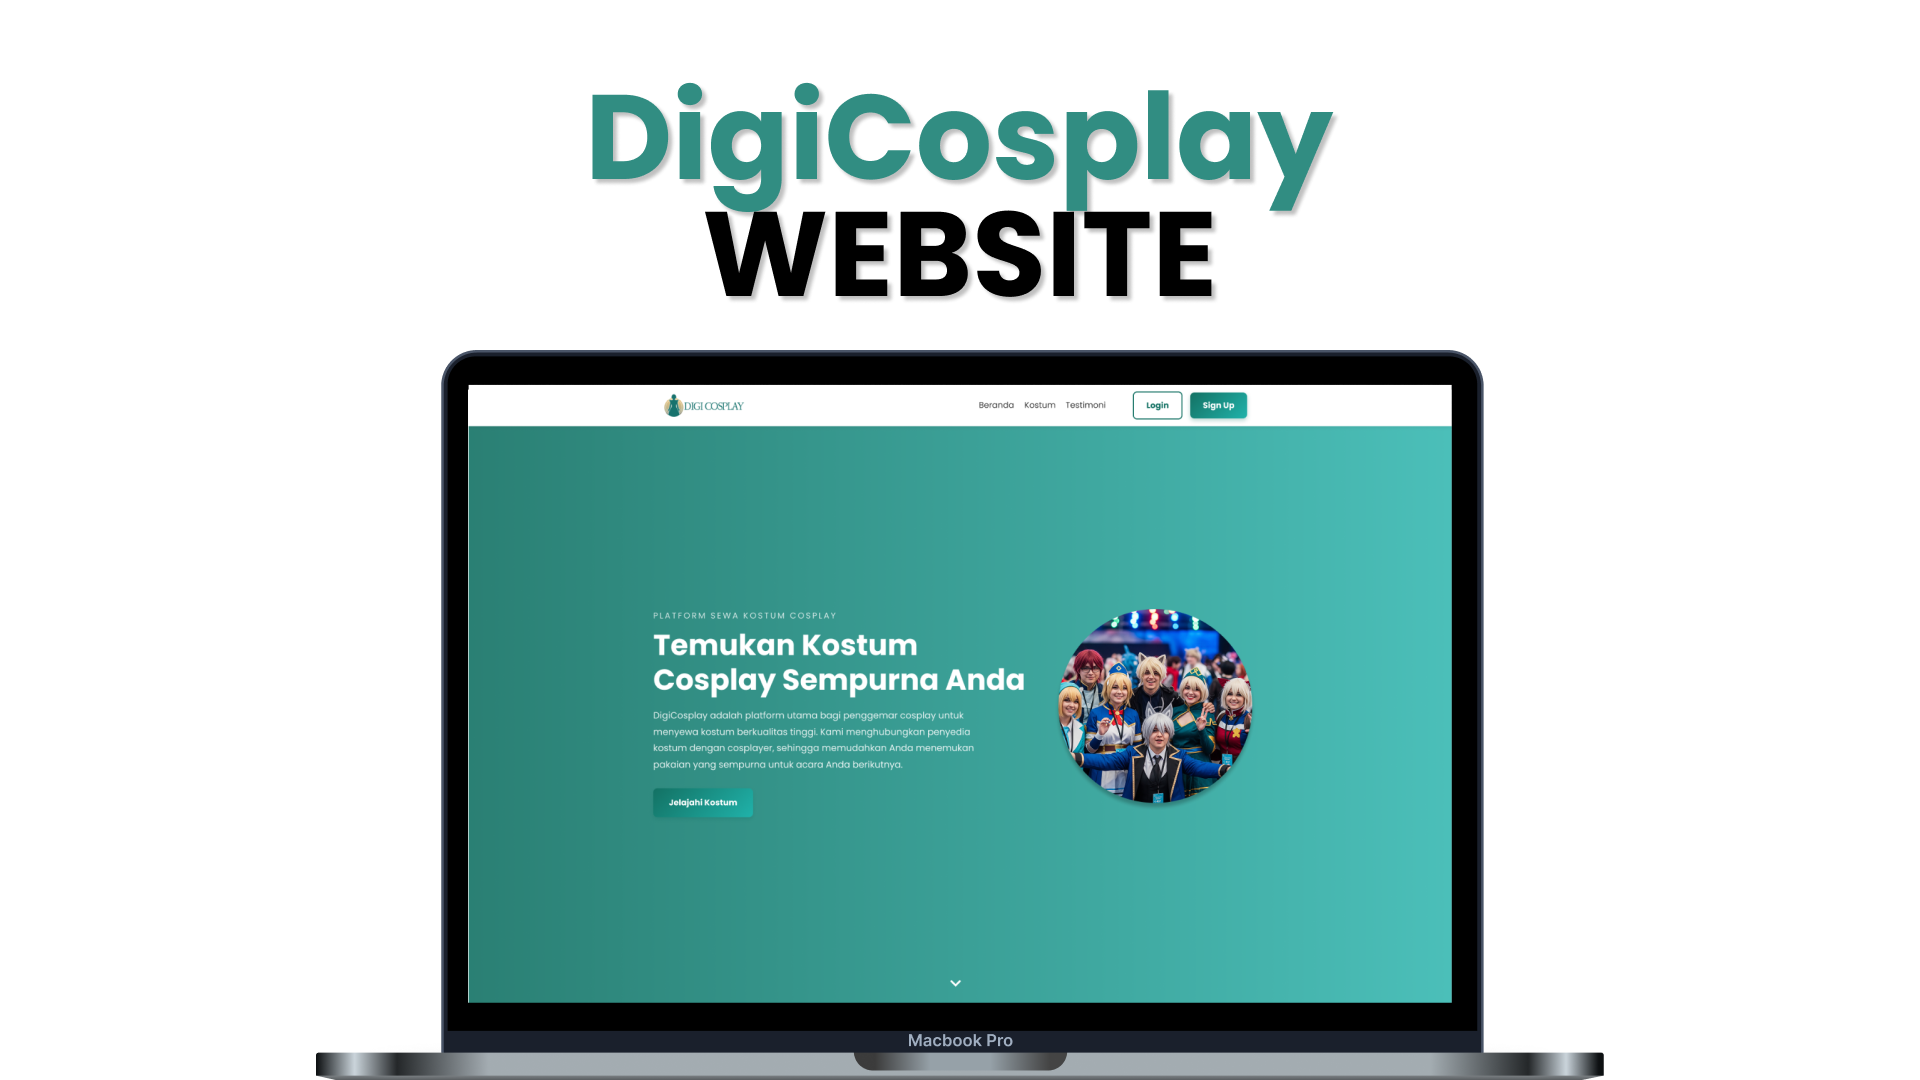 DigiCosplay
WEBSITE
DIGI COSPLAY
Beranda Kostum Testimoni Login Sign Up
PLATFORM SEWA KOSTUM COSPLAY
Temukan Kostum
Cosplay Sempurna Anda
DigiCosplay adalah platform utama bagi penggemar cosplay untuk
menyewa kostum berkualitas tinggi. Kami menghubungkan penyedia
kostum dengan cosplayer, sehingga memudahkan Anda menemukan
pakaian yang sempurna untuk acara Anda berikutnya.
Jelajahi Kostum
Macbook Pro